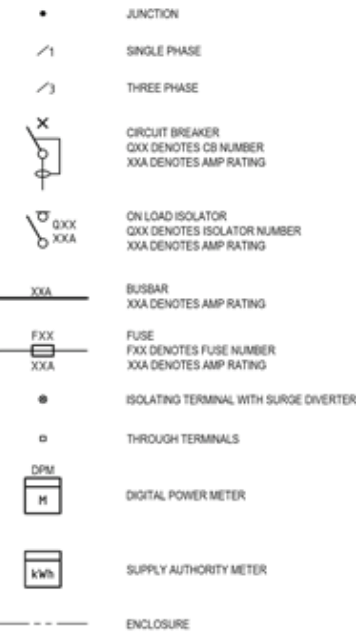 JUNCTION
/1 SINGLE PHASE
/3 THREE PHASE
CIRCUIT BREAKER
QXX DENOTES CB NUMBER
XXA DENOTES AMP RATING
QXX
XXA
ON LOAD ISOLATOR
QXX DENOTES ISOLATOR NUMBER
XXA DENOTES AMP RATING
XXA
BUSBAR
XXA DENOTES AMP RATING
FXX
XXA
FUSE
FXX DENOTES FUSE NUMBER
XXA DENOTES AMP RATING
ISOLATING TERMINAL WITH SURGE DIVERTER
THROUGH TERMINALS
DPM
M
DIGITAL POWER METER
kWh
SUPPLY AUTHORITY METER
ENCLOSURE